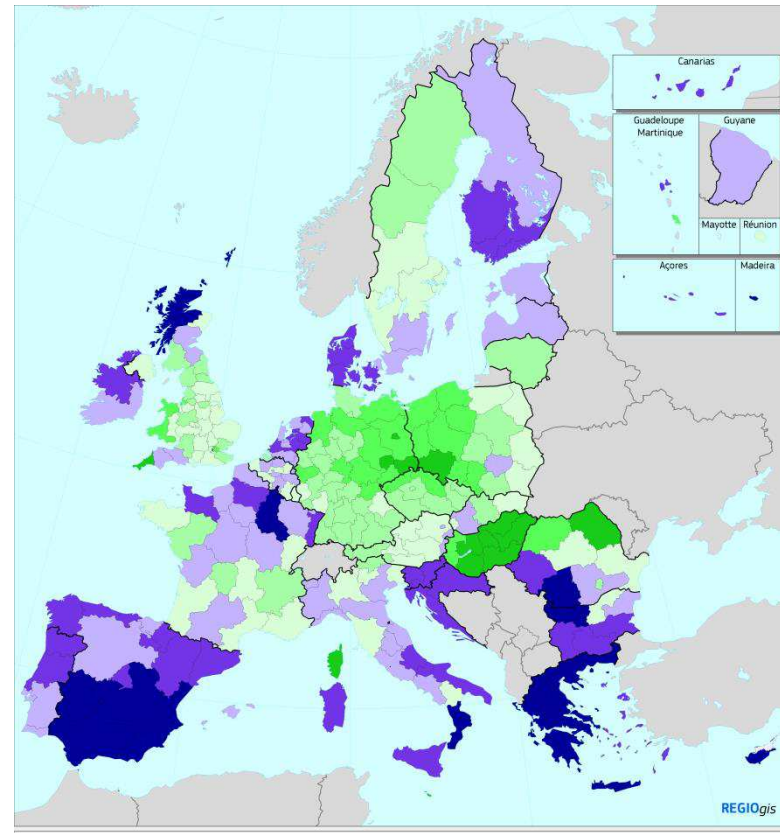 Canarias
Guadeloupe
Martinique
Guyane
Mayotte
Réunion
Açores
Madeira
REGIOgis